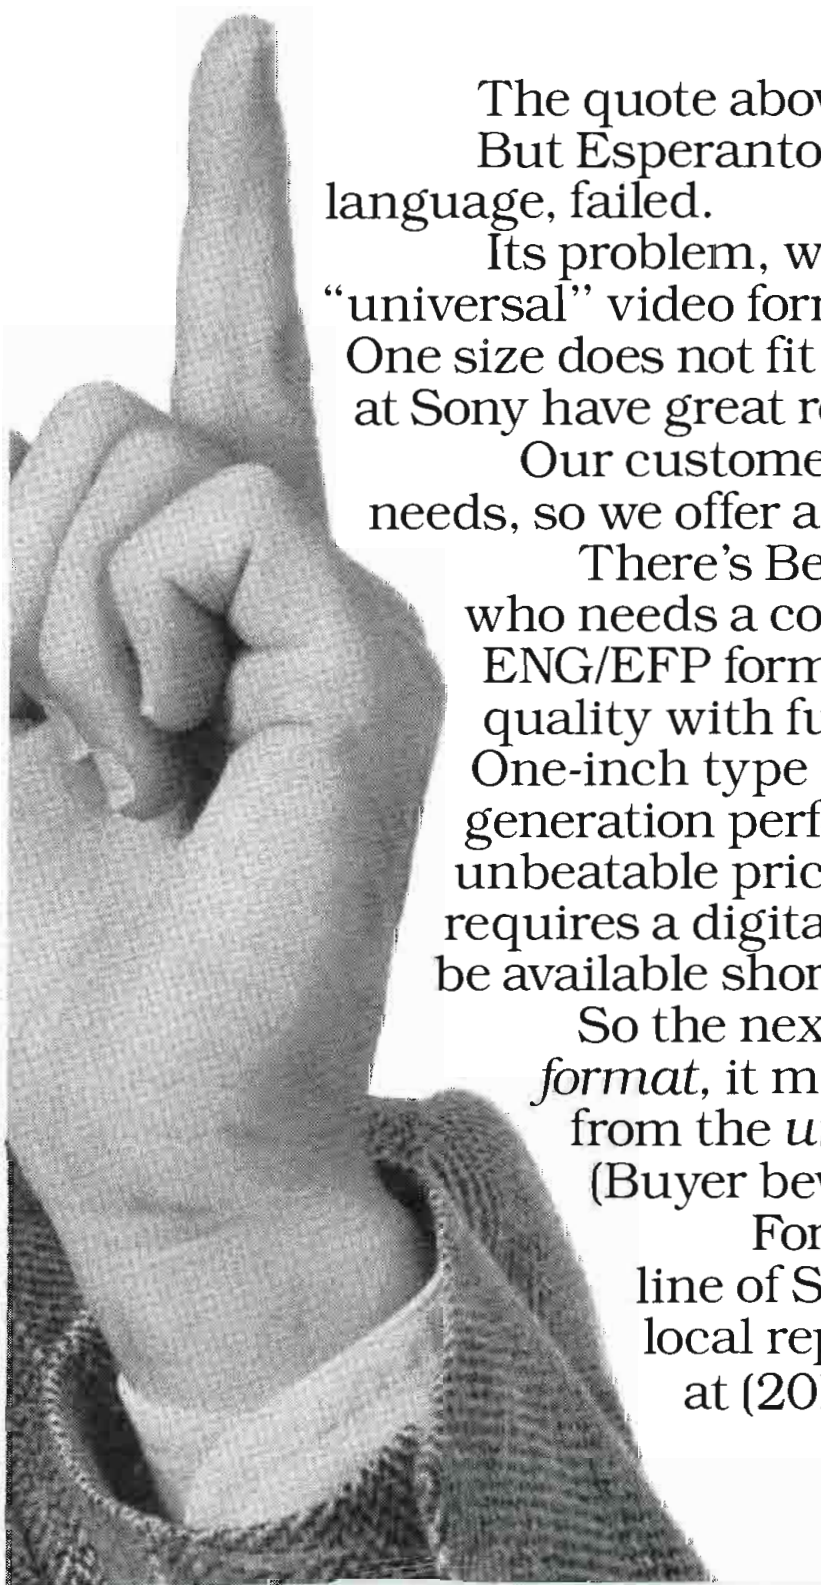 The quote abov
But Esperanto
language, failed.
Its problem, w
“universal” video for
One size does not fit
at Sony have great r
Our custome
needs, so we offer a
There’s Be
who needs a co
ENG/EFP form
quality with fu
One-inch type
generation perf
unbeatable pric
requires a digita
be available shor
So the nex
format, it m
from the u
(Buyer bew
For
line of S
local rep
at (20